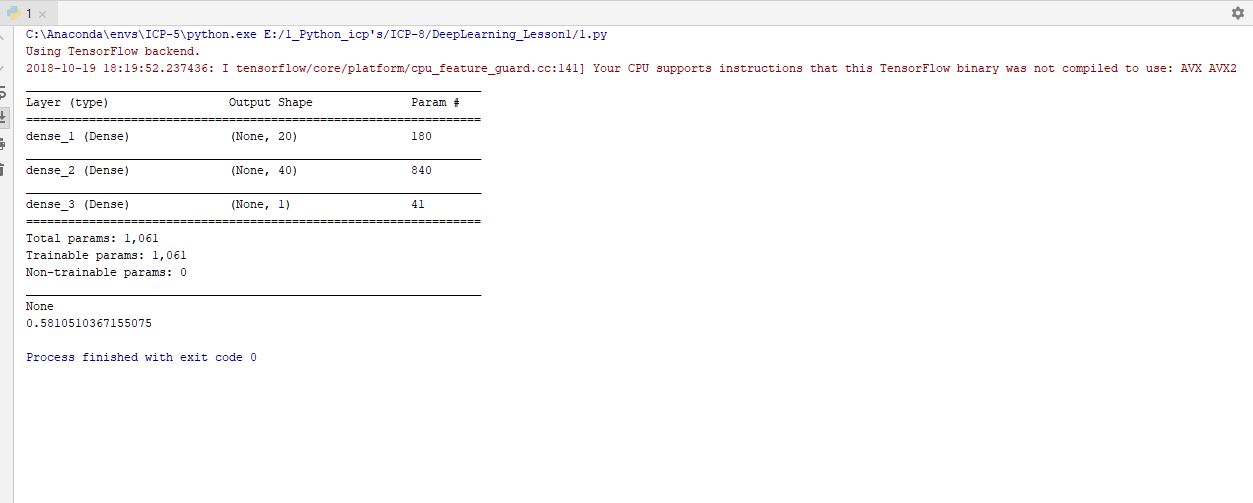 1
C:\Anaconda\envs\ICP-5\python.exe E:/1_Python_icp's/ICP-8/DeepLearning_Lesson1/1.py
Using TensorFlow backend.
2018-10-19 18:19:52.237436: I tensorflow/core/platform/cpu_feature_guard.cc:141] Your CPU supports instructions that this TensorFlow binary was not compiled to use: AVX AVX2
_________________________________________________________________
Layer (type)                 Output Shape              Param #
=================================================================
dense_1 (Dense)              (None, 20)                180
_________________________________________________________________
dense_2 (Dense)              (None, 40)                840
_________________________________________________________________
dense_3 (Dense)              (None, 1)                 41
=================================================================
Total params: 1,061
Trainable params: 1,061
Non-trainable params: 0
_________________________________________________________________
None
0.5810510367155075
Process finished with exit code 0